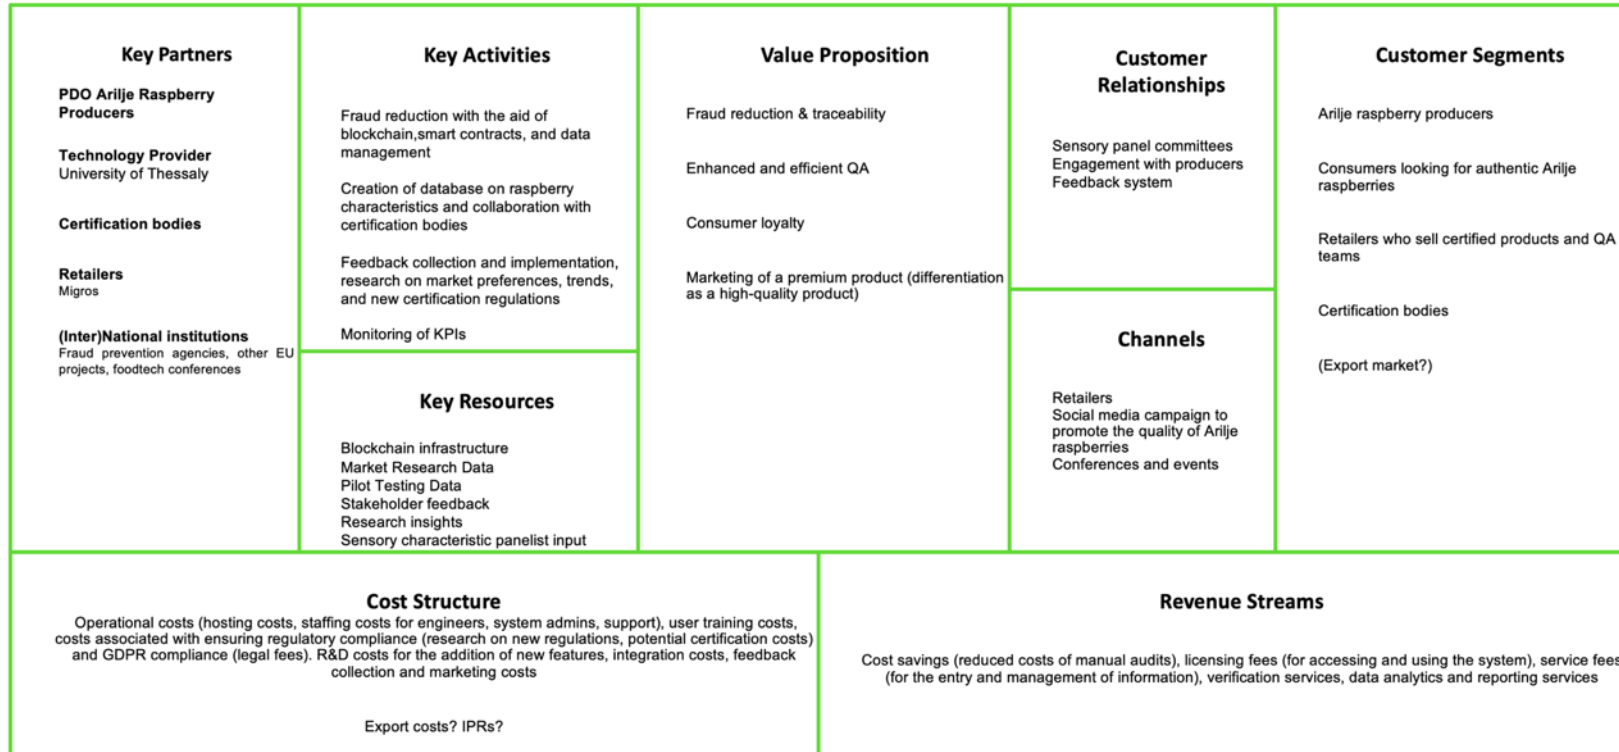 Key Partners
PDO Arilje Raspberry
Producers
Technology Provider
University of Thessaly
Certification bodies
Retailers
Migros
(Inter)National institutions
Fraud prevention agencies, other EU
projects, foodtech conferences
Key Activities
Fraud reduction with the aid of
blockchain,smart contracts, and data
management
Creation of database on raspberry
characteristics and collaboration with
certification bodies
Feedback collection and implementation,
research on market preferences, trends,
and new certification regulations
Monitoring of KPIs
Key Resources
Blockchain infrastructure
Market Research Data
Pilot Testing Data
Stakeholder feedback
Research insights
Sensory characteristic panelist input
Value Proposition
Fraud reduction & traceability
Enhanced and efficient QA
Consumer loyalty
Marketing of a premium product (differentiation
as a high-quality product)
Customer
Relationships
Sensory panel committees
Engagement with producers
Feedback system
Channels
Retailers
Social media campaign to
promote the quality of Arilje
raspberries
Conferences and events
Customer Segments
Arilje raspberry producers
Consumers looking for authentic Arilje
raspberries
Retailers who sell certified products and QA
teams
Certification bodies
(Export market?)
Cost Structure
Operational costs (hosting costs, staffing costs for engineers, system admins, support), user training costs,
costs associated with ensuring regulatory compliance (research on new regulations, potential certification costs)
and GDPR compliance (legal fees). R&D costs for the addition of new features, integration costs, feedback
collection and marketing costs
Export costs? IPRs?
Revenue Streams
Cost savings (reduced costs of manual audits), licensing fees (for accessing and using the system), service fees
(for the entry and management of information), verification services, data analytics and reporting services